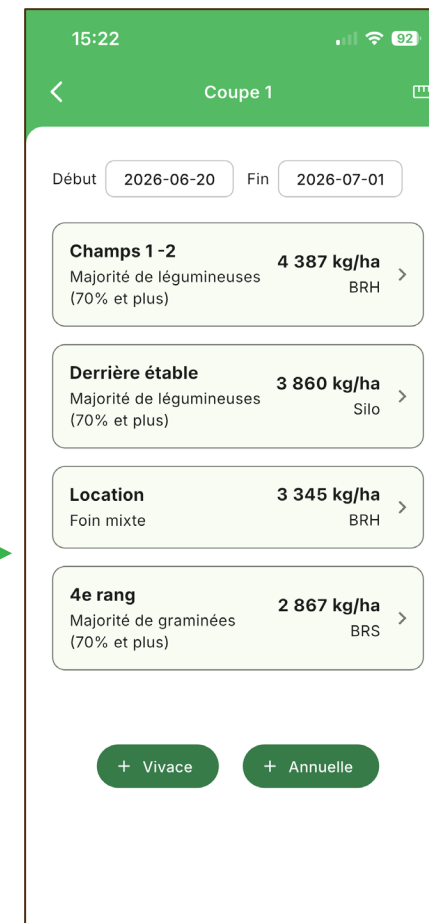 15:22
92
Coupe 1
Début 2026-06-20 Fin 2026-07-01
Champs 1 -2
Majorité de légumineuses
(70% et plus)
4 387 kg/ha
BRH
Derrière étable
Majorité de légumineuses
(70% et plus)
3 860 kg/ha
Silo
Location
Foin mixte
3 345 kg/ha
BRH
4e rang
Majorité de graminées
(70% et plus)
2 867 kg/ha
BRS
+ Vivace
+ Annuelle